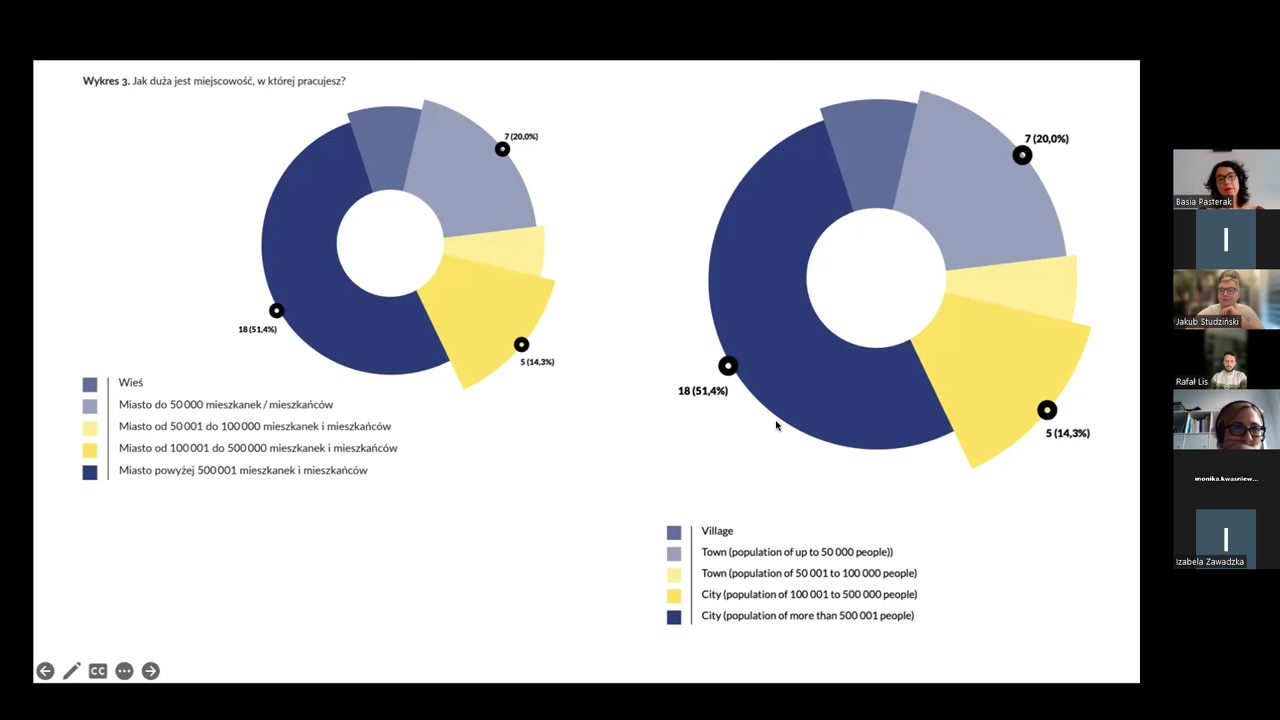 Wykres 3. Jak duża jest miejscowość, w której pracujesz?
7 (20,0%)
18 (51,4%)
5 (14,3%)
Wieś
Miasto do 50 000 mieszkanek / mieszkańców
Miasto od 50 001 do 100 000 mieszkanek i mieszkańców
Miasto od 100 001 do 500 000 mieszkanek i mieszkańców
Miasto powyżej 500 001 mieszkanek i mieszkańców
7 (20,0%)
18 (51,4%)
5 (14,3%)
Village
Town (population of up to 50 000 people))
Town (population of 50 001 to 100 000 people)
City (population of 100 001 to 500 000 people)
City (population of more than 500 001 people)
CC
Basia Pasterak
I
Jakub Studziński
Rafał Lis
monika.kwasniew...
I
Izabela Zawadzka